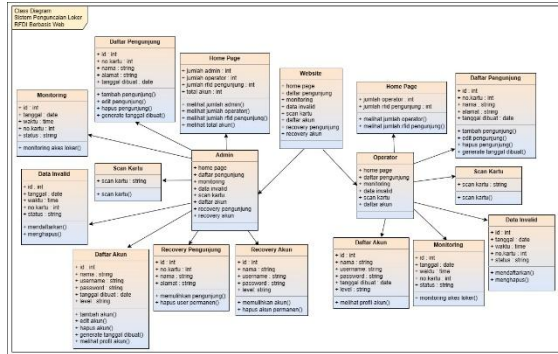 Class Diagram
Sistem Penguncian Loker
RFDI Berbasis Web
Daftar Pengunjung
+ id : int
+ no.kartu : int
+ nama : string
+ alamat : string
+ tanggal dibuat : date
+ tambah pengunjung()
+ edit pengunjung()
+ hapus pengunjung()
+ generate tanggal dibuat()
Home Page
+ jumlah admin : int
+ jumlah operator : int
+ jumlah rfid pengunjung : int
+ total akun : int
+ melihat jumlah admin()
+ melihat jumlah operator()
+ melihat jumlah rfid pengunjung()
+ melihat total akun()
Website
+ home page
+ daftar pengunjung
+ monitoring
+ data invalid
+ scan kartu
+ daftar akun
+ recovery pengunjung
+ recovery akun
Home Page
+ jumlah operator : int
+ jumlah rfid pengunjung : int
+ melihat jumlah operator()
+ melihat jumlah rfid pengunjung()
Daftar Pengunjung
+ id : int
+ no.kartu : int
+ nama : string
+ alamat : string
+ tanggal dibuat : date
+ tambah pengunjung()
+ edit pengunjung()
+ hapus pengunjung()
+ generate tanggal dibuat()
Monitoring
+ id : int
+ tanggal : date
+ waktu : time
+ no.kartu : int
+ status : string
+ monitoring akses loker()
Admin
+ home page
+ daftar pengunjung
+ monitoring
+ data invalid
+ scan kartu
+ daftar akun
+ recovery pengunjung
+ recovery akun
Operator
+ home page
+ daftar pengunjung
+ monitoring
+ data invalid
+ scan kartu
+ daftar akun
Scan Kartu
+ scan kartu : string
+ scan kartu()
Scan Kartu
+ scan kartu : string
+ scan kartu()
Data Invalid
+ id : int
+ tanggal : date
+ waktu : time
+ no.kartu : int
+ status : string
+ mendaftarkan()
+ menghapus()
Data Invalid
+ id : int
+ tanggal : date
+ waktu : time
+ no.kartu : int
+ status : string
+ mendaftarkan()
+ menghapus()
Daftar Akun
+ id : int
+ nama : string
+ username : string
+ password : string
+ tanggal dibuat : date
+ level : string
+ tambah akun()
+ edit akun()
+ hapus akun()
+ generate tanggal dibuat()
+ melihat profil akun()
Recovery Pengunjung
+ id : int
+ no.kartu : int
+ nama : string
+ alamat : string
+ memulihkan pengunjung()
+ hapus user permanen()
Recovery Akun
+ id : int
+ nama : string
+ username : string
+ password : string
+ level : string
+ memulihkan akun()
+ hapus akun permanen()
Daftar Akun
+ id : int
+ nama : string
+ username : string
+ password : string
+ tanggal dibuat : date
+ level : string
+ melihat profil akun()
Monitoring
+ id : int
+ tanggal : date
+ waktu : time
+ no.kartu : int
+ status : string
+ monitoring akses loker()